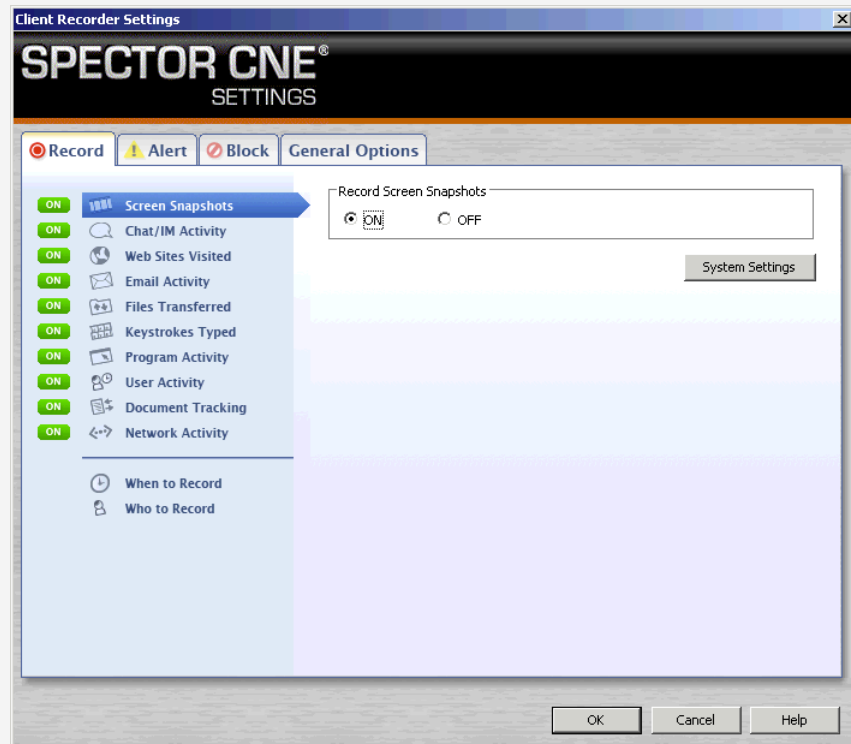 Client Recorder Settings
SPECTOR CNE®
SETTINGS
Record
Alert
Block
General Options
ON Screen Snapshots
ON Chat/IM Activity
ON Web Sites Visited
ON Email Activity
ON Files Transferred
ON Keystrokes Typed
ON Program Activity
ON User Activity
ON Document Tracking
ON Network Activity
When to Record
Who to Record
Record Screen Snapshots
ON OFF
System Settings
OK Cancel Help